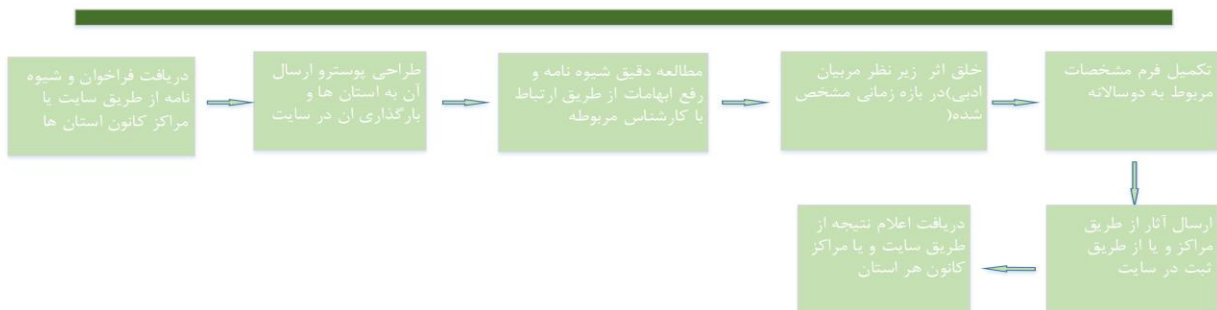 دریافت فراخوان و شیوه
نامه از طریق سایت یا
مراکز کانون استان ها
طراحی پوسترو ارسال
آن به استان ها و
بارگذاری ان در سایت
مطالعه دقیق شیوه نامه و
رفع ابهامات از طریق ارتباط
با کارشناس مربوطه
خلق اثر زیر نظر مربیان
ادبی)در بازه زمانی مشخص
شده(
تکمیل فرم مشخصات
مربوط به دوسالانه
ارسال آثار از طریق
مراکز و یا از طریق
ثبت در سایت
دریافت اعلام نتیجه از
طریق سایت و یا مراکز
کانون هر استان